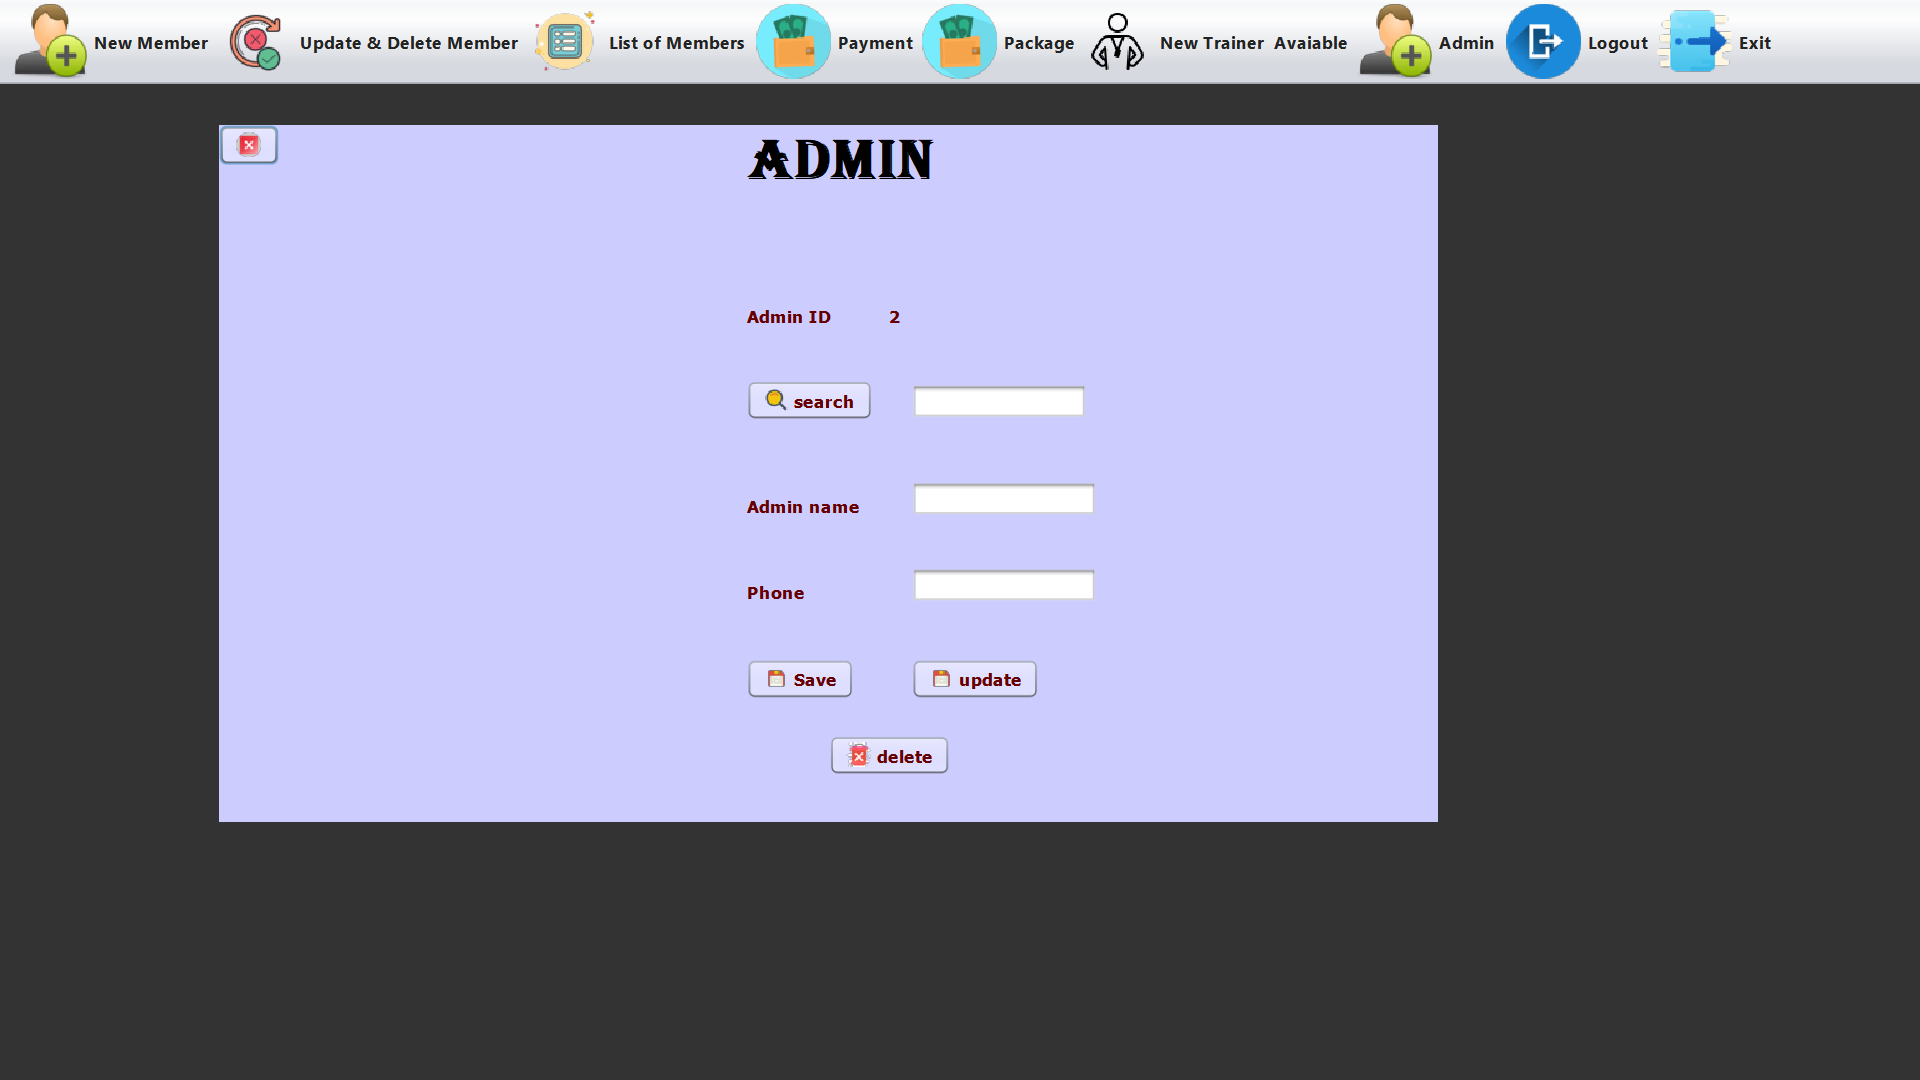 New Member Update & Delete Member List of Members Payment Package New Trainer Avaiable Admin Logout Exit
ADMIN
Admin ID 2
search
Admin name
Phone
Save update
delete